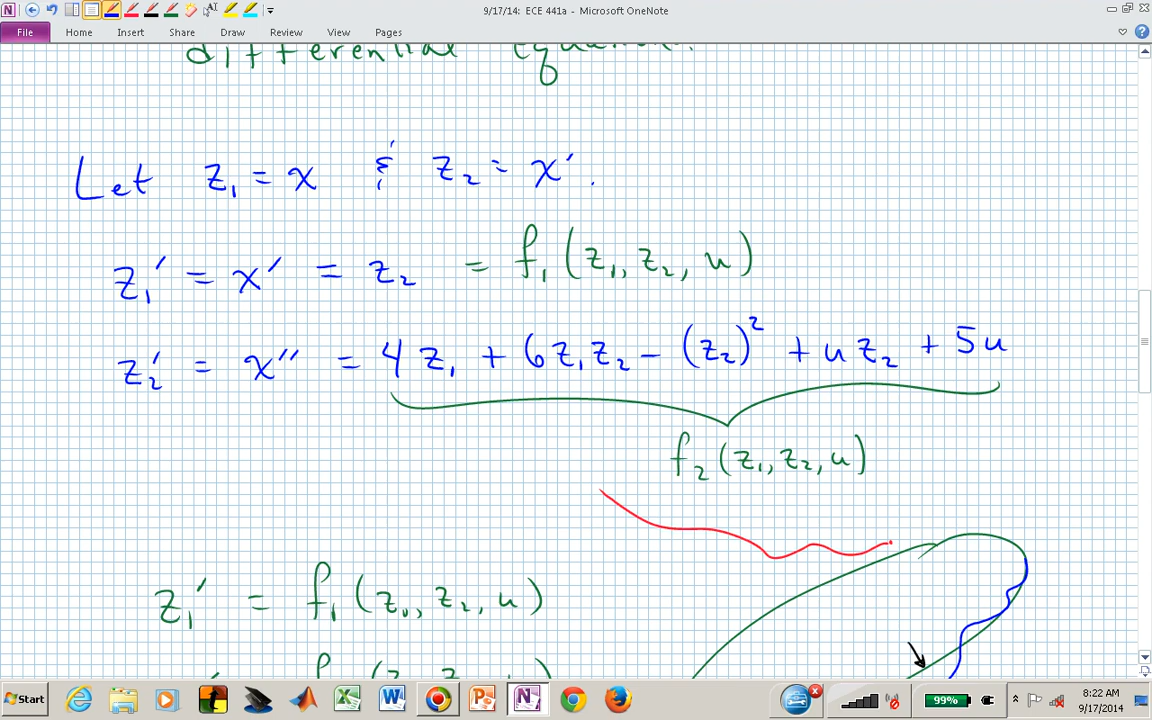 9/17/14: ECE 441a - Microsoft OneNote
File Home Insert Draw Review Share View Pages
differential equation.
Let z₁ = x & z₂ = x'.
z₁' = x' = z₂ = f₁(z₁, z₂, u)
z₂' = x'' = 4z₁ + 6z₁z₂ - (z₂)² + uz₂ + 5u
f₂(z₁, z₂, u)
z₁' = f₁(z₁, z₂, u)
Start
99%
8:22 AM
9/17/2014